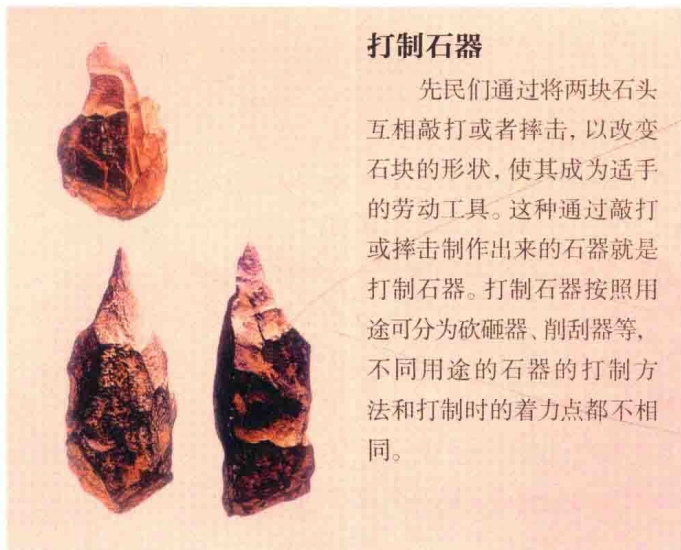 打制石器
先民们通过将两块石头
互相敲打或者摔击,以改变
石块的形状,使其成为适手
的劳动工具。这种通过敲打
或摔击制作出来的石器就是
打制石器。打制石器按照用
途可分为砍砸器、削刮器等,
不同用途的石器的打制方
法和打制时的着力点都不相
同。